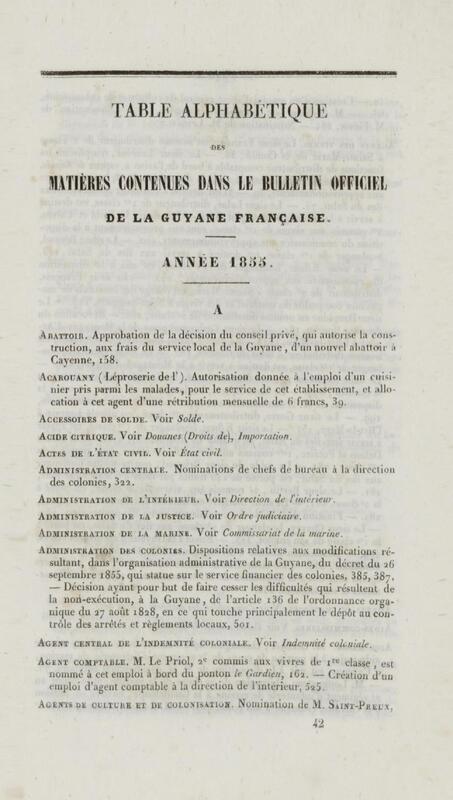 TABLE ALPHABÉTIQUE
DES
MATIÈRES CONTENUES DANS LE BULLETIN OFFICIEL
DE LA GUYANE FRANÇAISE.
ANNÉE 1855.
A
ABATTOIR. Approbation de la décision du conseil privé, qui autorise la cons-
truction, aux frais du service local de la Guyane, d'un nouvel abattoir à
Cayenne, 158.
ACAROUANY (Léproserie de l'). Autorisation donnée à l'emploi d'un cuisi-
nier pris parmi les malades, pour le service de cet établissement, et allo-
cation à cet agent d'une rétribution mensuelle de 6 francs, 39.
ACCESSOIRES DE SOLDE. Voir Solde.
ACIDE CITRIQUE. Voir Douanes (Droits de), Importation.
ACTES DE L'ÉTAT CIVIL. Voir État civil.
ADMINISTRATION CENTRALE. Nominations de chefs de bureau à la direction
des colonies, 322.
ADMINISTRATION DE L'INTÉRIEUR. Voir Direction de l'intérieur.
ADMINISTRATION DE LA JUSTICE. Voir Ordre judiciaire.
ADMINISTRATION DE LA MARINE. Voir Commissariat de la marine.
ADMINISTRATION DES COLONIES. Dispositions relatives aux modifications ré-
sultant, dans l'organisation administrative de la Guyane, du décret du 26
septembre 1855, qui statue sur le service financier des colonies, 385, 387.
— Décision ayant pour but de faire cesser les difficultés qui résultent de
la non-exécution, à la Guyane, de l'article 136 de l'ordonnance orga-
nique du 27 août 1828, en ce qui touche principalement le dépôt au con-
trôle des arrêtés et règlements locaux, 501.
AGENT CENTRAL DE L'INDEMNITÉ COLONIALE. Voir Indemnité coloniale.
AGENT COMPTABLE. M. Le Priol, 2e commis aux vivres de 1re classe, est
nommé à cet emploi à bord du ponton le Gardien, 162. — Création d'un
emploi d'agent comptable à la direction de l'intérieur, 525.
AGENTS DE CULTURE ET DE COLONISATION. Nomination de M. SAINT-PREUX,
42